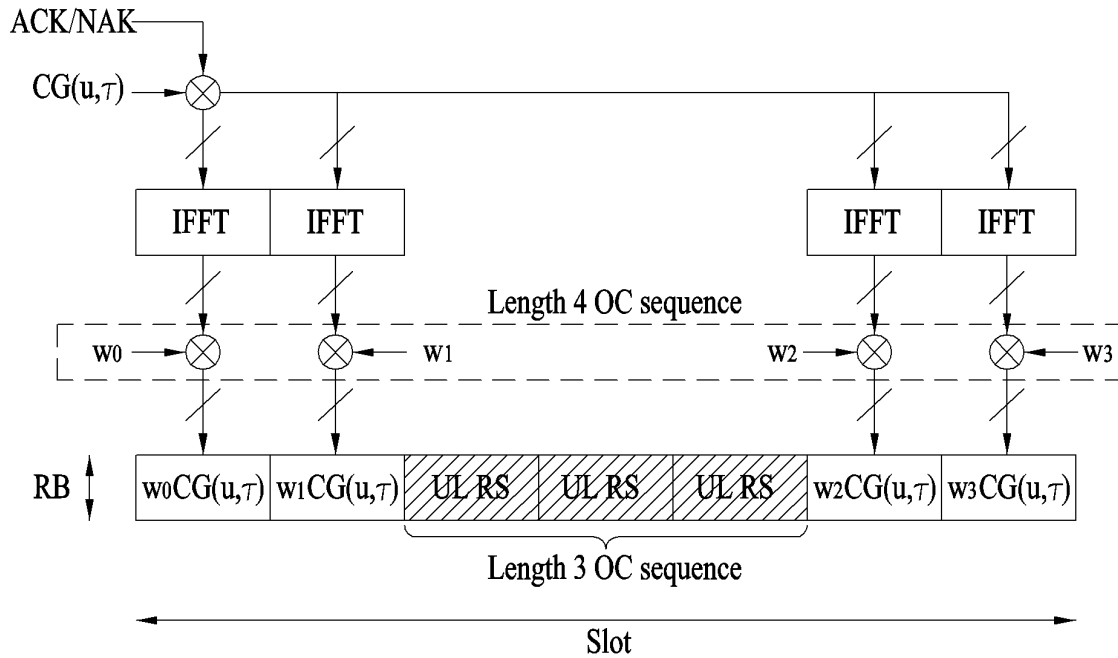 ACK/NAK
CG(u,τ)
IFFT IFFT IFFT IFFT
Length 4 OC sequence
w0 w1 w2 w3
RB w0CG(u,τ) w1CG(u,τ) UL RS UL RS UL RS w2CG(u,τ) w3CG(u,τ)
Length 3 OC sequence
Slot